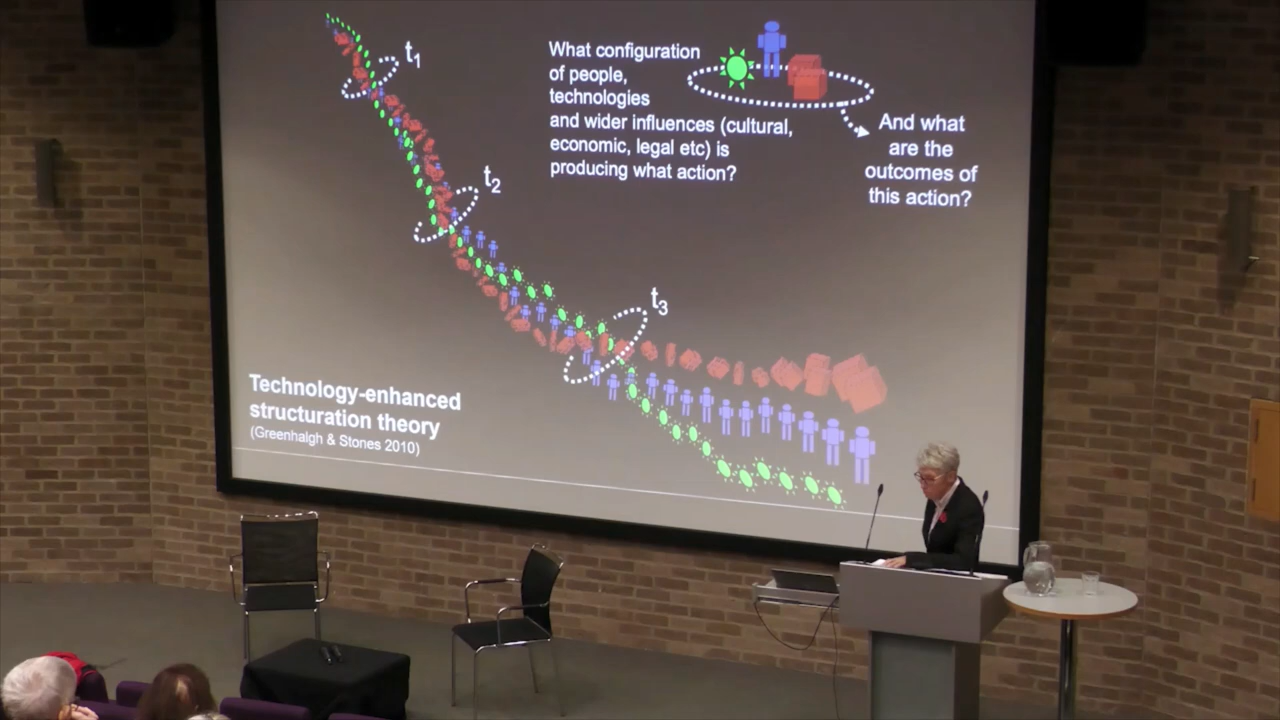 t1
t2
t3
What configuration
of people,
technologies
and wider influences (cultural,
economic, legal etc) is
producing what action?
And what
are the
outcomes of
this action?
Technology-enhanced
structuration theory
(Greenhalgh & Stones 2010)